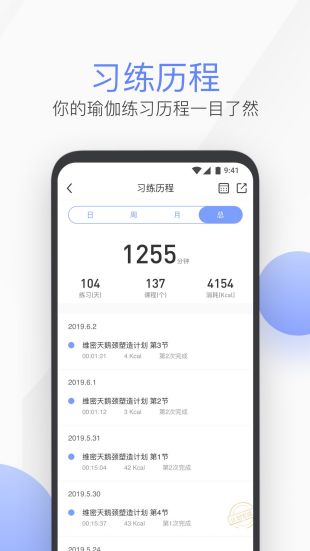 习练历程
你的瑜伽练习历程一目了然
9:41
习练历程
日 周 月 总
1255分钟
104 137 4154
练习(天) 课程(个) 消耗(Kcal)
2019.6.2
维密天鹅颈塑造计划 第3节
00:01:21 4 Kcal 第2次完成
2019.6.1
维密天鹅颈塑造计划 第2节
00:01:12 3 Kcal 第2次完成
2019.5.31
维密天鹅颈塑造计划 第1节
00:15:04 42 Kcal 第2次完成
2019.5.30
维密天鹅颈塑造计划 第4节
00:15:37 43 Kcal 第1次完成
2019.5.24